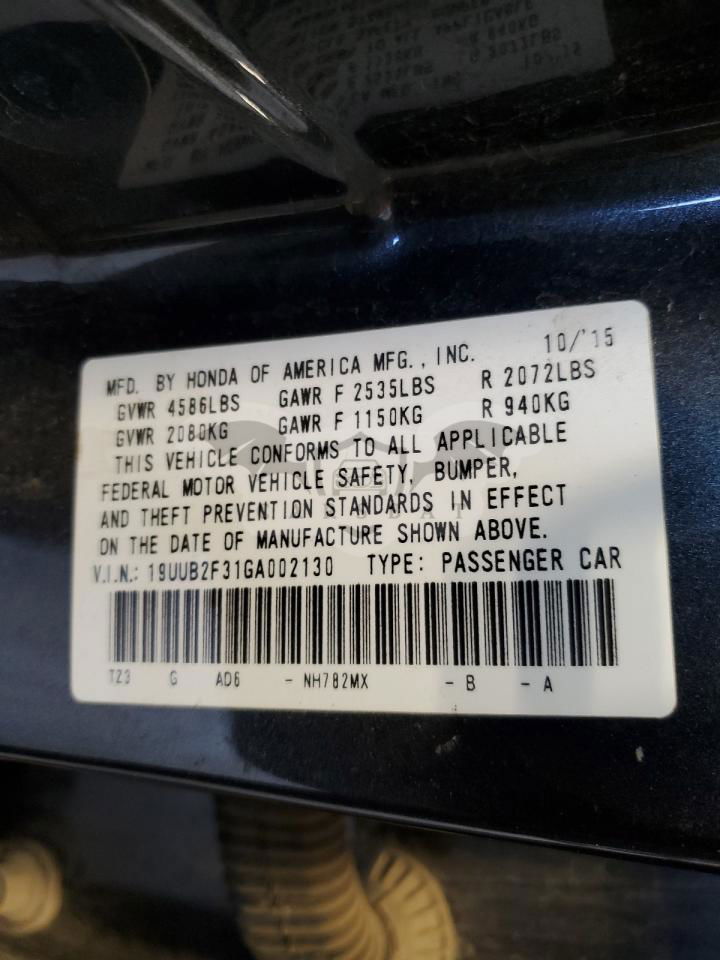 MFD. BY HONDA OF AMERICA MFG., INC. 10/'15
GVWR 4586LBS GAWR F 2535LBS R 2072LBS
GVWR 2080KG GAWR F 1150KG R 940KG
THIS VEHICLE CONFORMS TO ALL APPLICABLE
FEDERAL MOTOR VEHICLE SAFETY, BUMPER,
AND THEFT PREVENTION STANDARDS IN EFFECT
ON THE DATE OF MANUFACTURE SHOWN ABOVE.
V.I.N.: 19UUB2F31GA002130 TYPE: PASSENGER CAR
T23 G AD6 - NH782MX - B - A